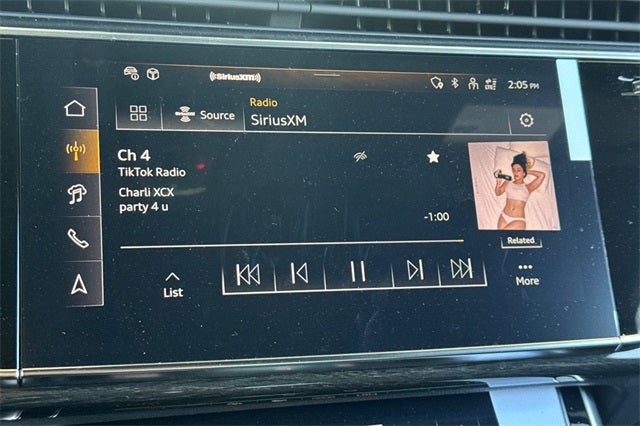 ((SiriusXM))
2:05 PM
Radio
Source
SiriusXM
Ch 4
TikTok Radio
Charli XCX
party 4 u
-1:00
Related
List
More